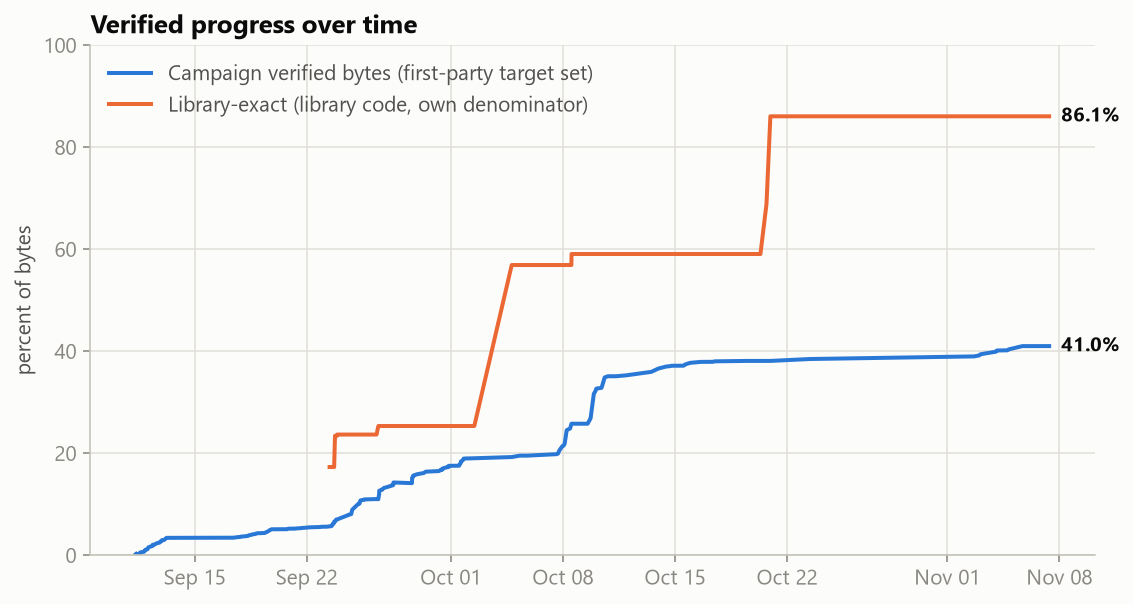 Verified progress over time
100
80
60
40
20
0
percent of bytes
Campaign verified bytes (first-party target set)
Library-exact (library code, own denominator)
86.1%
41.0%
Sep 15
Sep 22
Oct 01
Oct 08
Oct 15
Oct 22
Nov 01
Nov 08